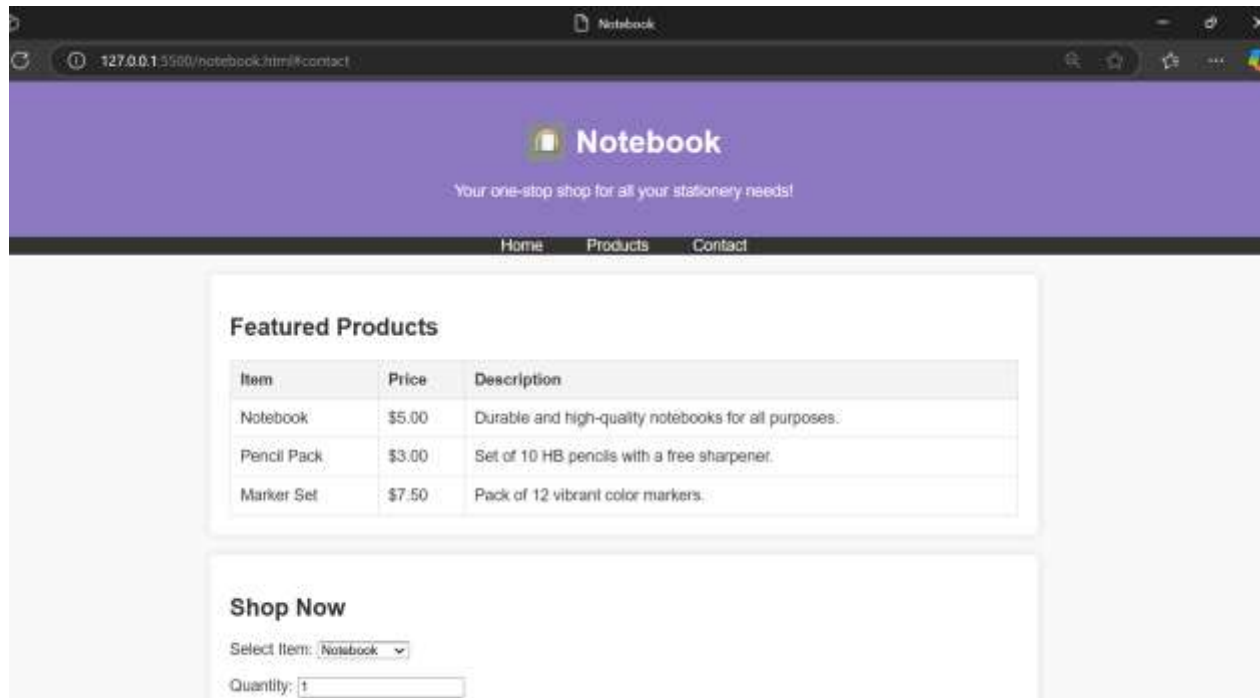 Notebook
127.0.0.1:5500/notebook.html#contact
Notebook
Your one-stop shop for all your stationery needs!
Home Products Contact
Featured Products
Item Price Description
Notebook $5.00 Durable and high-quality notebooks for all purposes.
Pencil Pack $3.00 Set of 10 HB pencils with a free sharpener.
Marker Set $7.50 Pack of 12 vibrant color markers.
Shop Now
Select Item: Notebook
Quantity: 1